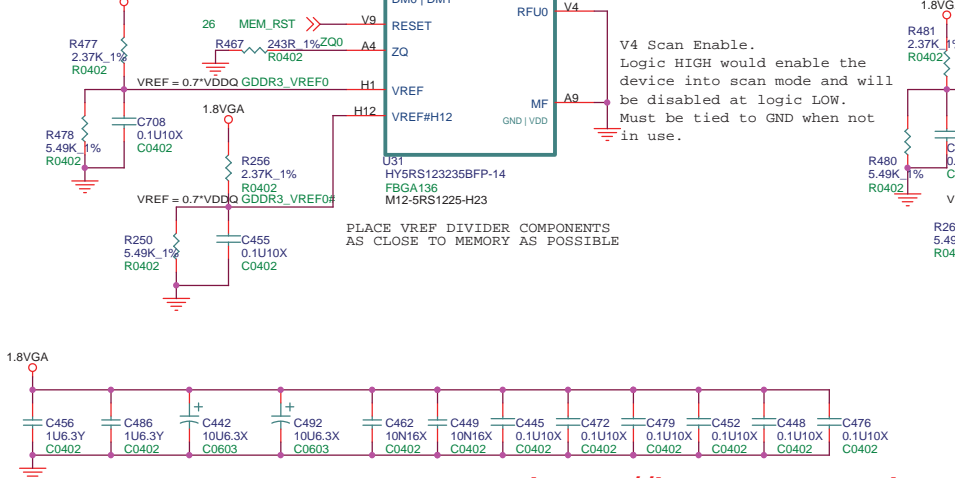 DM0 | DM1
RFU0
V4
1.8VG
26
MEM_RST
V9
RESET
R477
2.37K_1%
R0402
R467
243R_1%
ZQ0
R0402
A4
ZQ
R481
2.37K_1%
R0402
V4 Scan Enable.
Logic HIGH would enable the
device into scan mode and will
be disabled at logic LOW.
Must be tied to GND when not
in use.
VREF = 0.7*VDDQ
GDDR3_VREF0
H1
VREF
MF
A9
GND | VDD
1.8VGA
H12
VREF#H12
C708
0.1U10X
C0402
R478
5.49K_1%
R0402
R256
2.37K_1%
R0402
U31
HY5RS123235BFP-14
FBGA136
M12-5RS1225-H23
R480
5.49K_1%
R0402
VREF = 0.7*VDDQ
GDDR3_VREF0#
PLACE VREF DIVIDER COMPONENTS
AS CLOSE TO MEMORY AS POSSIBLE
R250
5.49K_1%
R0402
C455
0.1U10X
C0402
1.8VGA
C456
1U6.3Y
C0402
C486
1U6.3Y
C0402
C442
10U6.3X
C0603
C492
10U6.3X
C0603
C462
10N16X
C0402
C449
10N16X
C0402
C445
0.1U10X
C0402
C472
0.1U10X
C0402
C479
0.1U10X
C0402
C452
0.1U10X
C0402
C448
0.1U10X
C0402
C476
0.1U10X
C0402